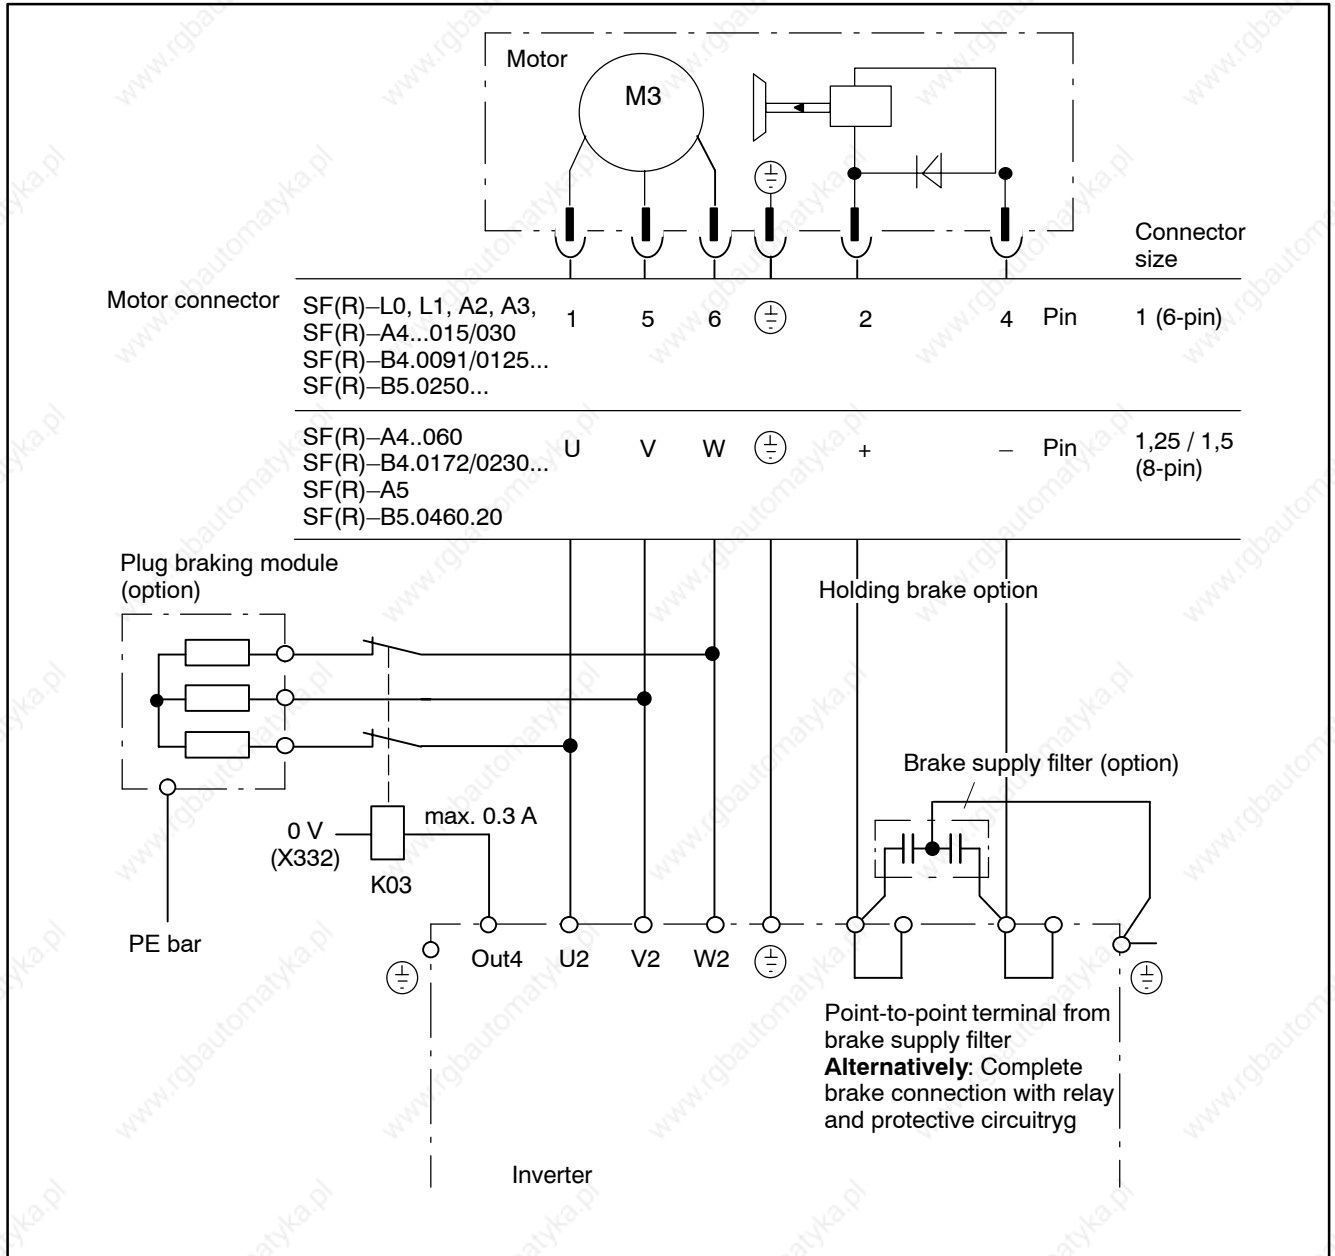 Motor
M3
Connector
size
Motor connector
SF(R)–L0, L1, A2, A3,
SF(R)–A4...015/030
SF(R)–B4.0091/0125...
SF(R)–B5.0250...
1 5 6 2 4 Pin 1 (6-pin)
SF(R)–A4..060
SF(R)–B4.0172/0230...
SF(R)–A5
SF(R)–B5.0460.20
U V W + – Pin 1,25 / 1,5
(8-pin)
Plug braking module
(option)
Holding brake option
Brake supply filter (option)
max. 0.3 A
0 V
(X332)
K03
PE bar
Out4 U2 V2 W2
Point-to-point terminal from
brake supply filter
Alternatively: Complete
brake connection with relay
and protective circuitryg
Inverter
www.rgbautomatyka.pl